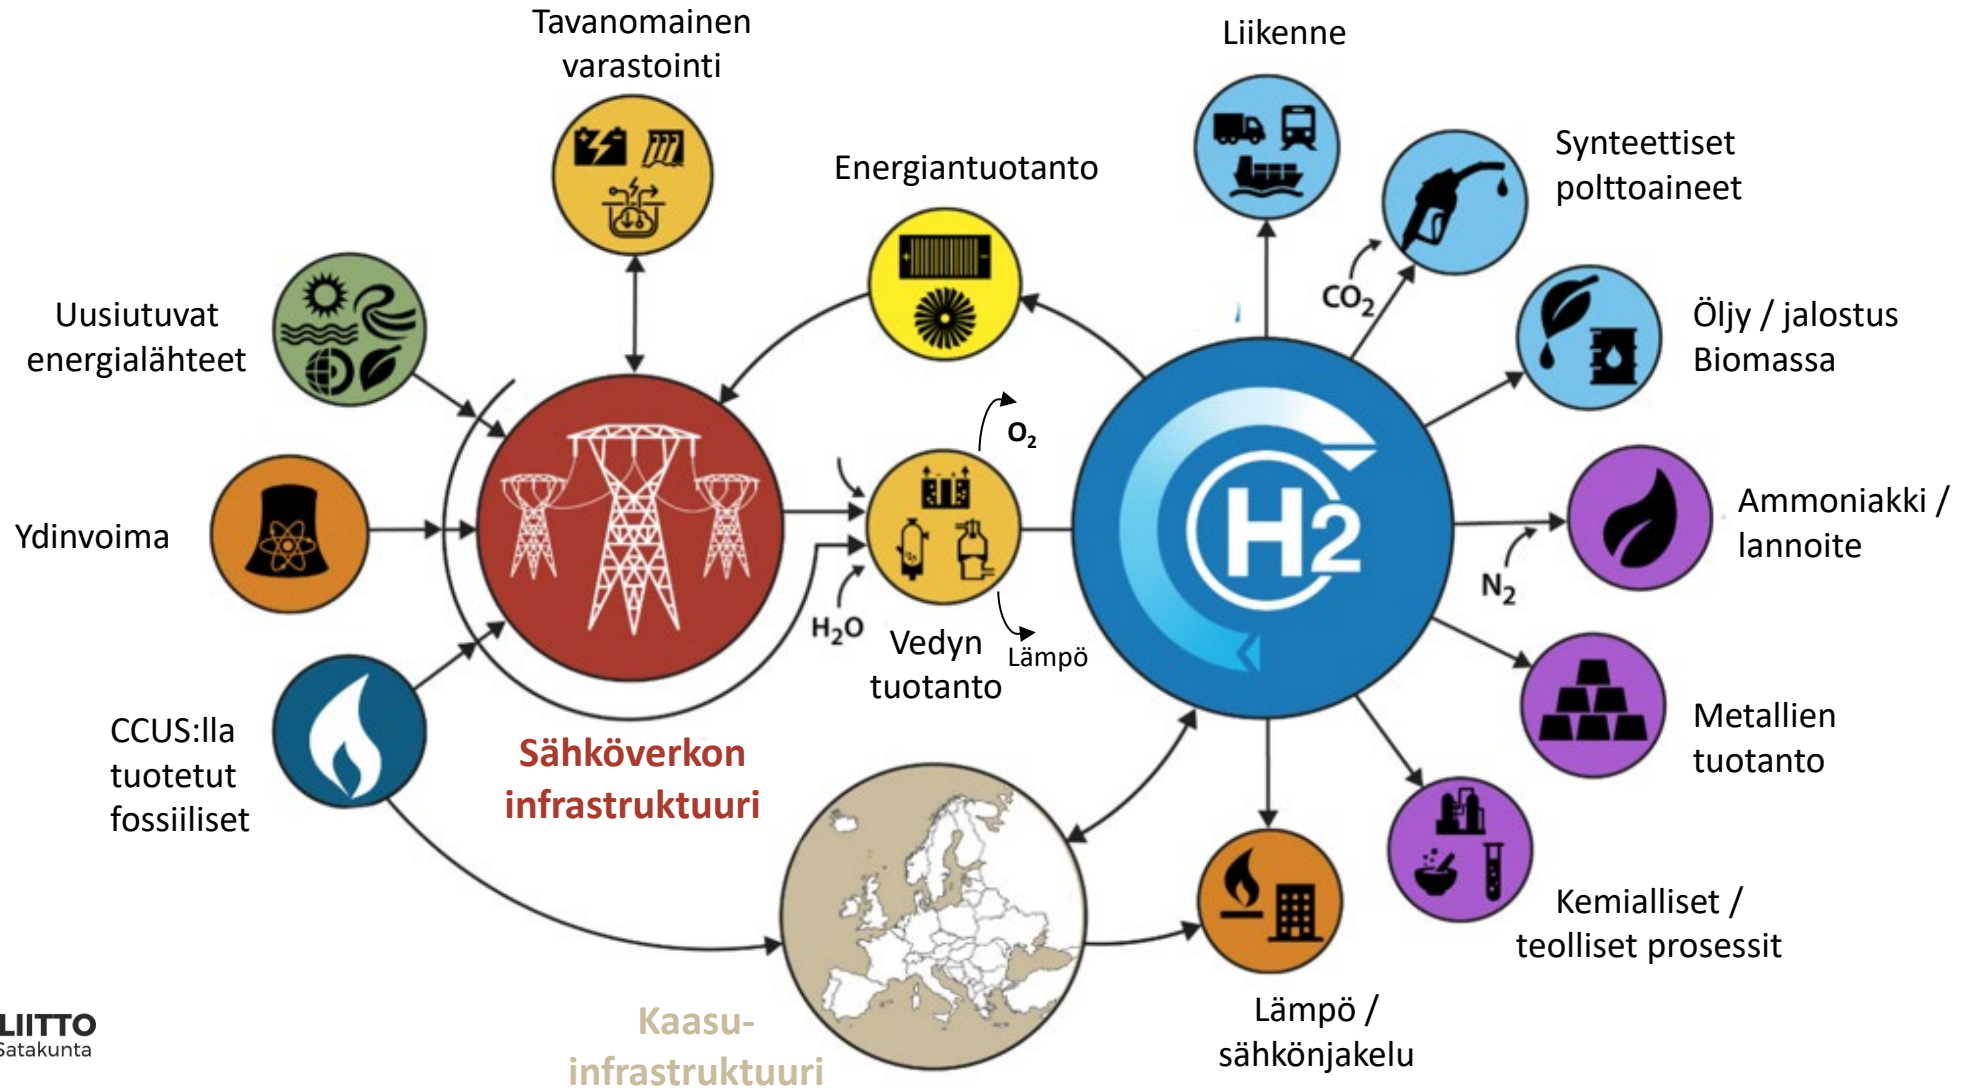 Tavanomainen
varastointi
Liikenne
Synteettiset
polttoaineet
Energiantuotanto
CO2
Uusiutuvat
energialähteet
Öljy / jalostus
Biomassa
O2
H2
Ydinvoima
Ammoniakki /
lannoite
N2
H2O
Vedyn
tuotanto
Lämpö
CCUS:lla
tuotetut
fossiiliset
Sähköverkon
infrastruktuuri
Metallien
tuotanto
Kemialliset /
teolliset prosessit
Kaasu-
infrastruktuuri
Lämpö /
sähkönjakelu
LIITTO
Satakunta